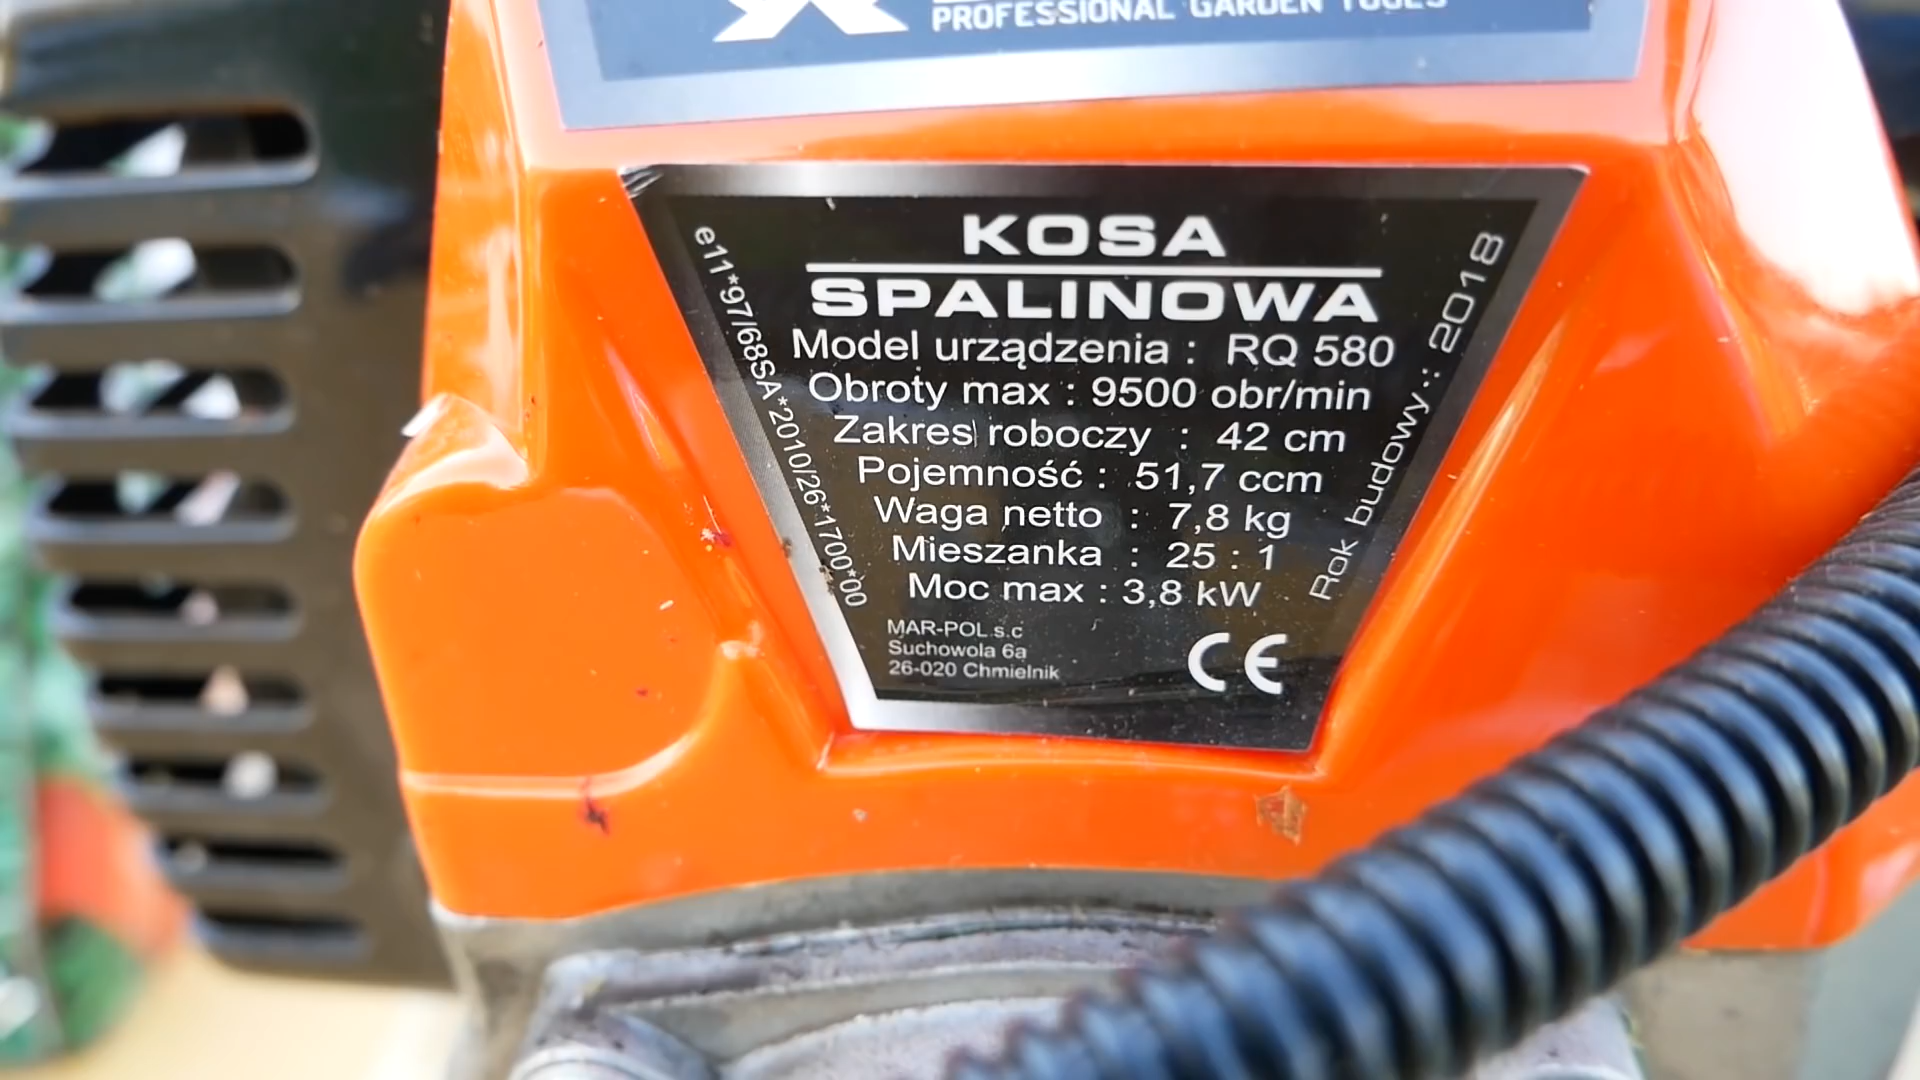 PROFESSIONAL GARDEN TOOLS
KOSA
SPALINOWA
Model urządzenia : RQ 580
Obroty max : 9500 obr/min
Zakres roboczy : 42 cm
Pojemność : 51,7 ccm
Waga netto : 7,8 kg
Mieszanka : 25 : 1
Moc max : 3,8 kW
MAR-POL s.c
Suchowola 6a
26-020 Chmielnik
CE
e11*97/68SA*2010/26*1700*00
Rok budowy : 2018